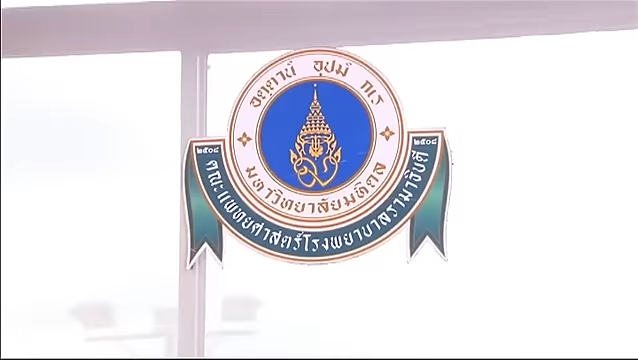 อตฺตานํ อุปมํ กเร
มหาวิทยาลัยมหิดล
๒๕๐๘ ๒๕๐๘
คณะแพทยศาสตร์โรงพยาบาลรามาธิบดี